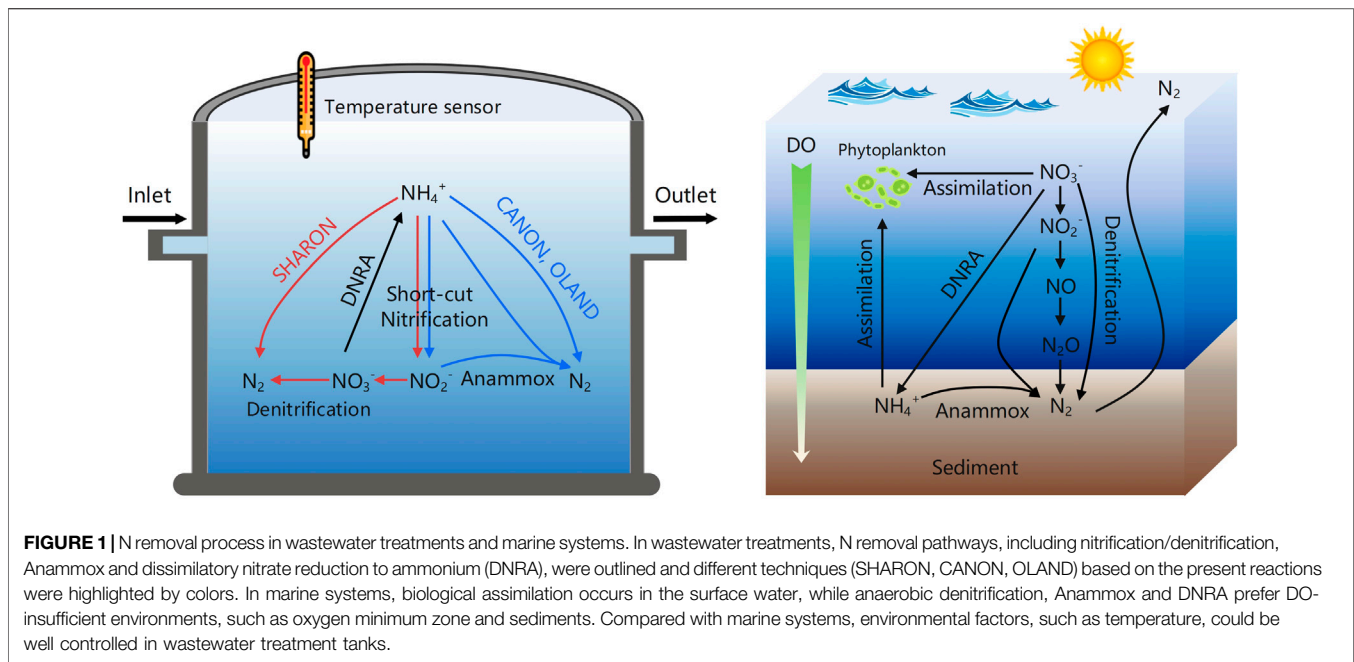 Temperature sensor
Inlet
Outlet
NH₄⁺
SHARON
DNRA
Short-cut
Nitrification
CANON, OLAND
N₂
NO₃⁻
NO₂⁻
Anammox
N₂
Denitrification
N₂
DO
Phytoplankton
NO₃⁻
Assimilation
NO₂⁻
Assimilation
DNRA
NO
Denitrification
N₂O
NH₄⁺
Anammox
N₂
Sediment
FIGURE 1 | N removal process in wastewater treatments and marine systems. In wastewater treatments, N removal pathways, including nitrification/denitrification,
Anammox and dissimilatory nitrate reduction to ammonium (DNRA), were outlined and different techniques (SHARON, CANON, OLAND) based on the present reactions
were highlighted by colors. In marine systems, biological assimilation occurs in the surface water, while anaerobic denitrification, Anammox and DNRA prefer DO-
insufficient environments, such as oxygen minimum zone and sediments. Compared with marine systems, environmental factors, such as temperature, could be
well controlled in wastewater treatment tanks.